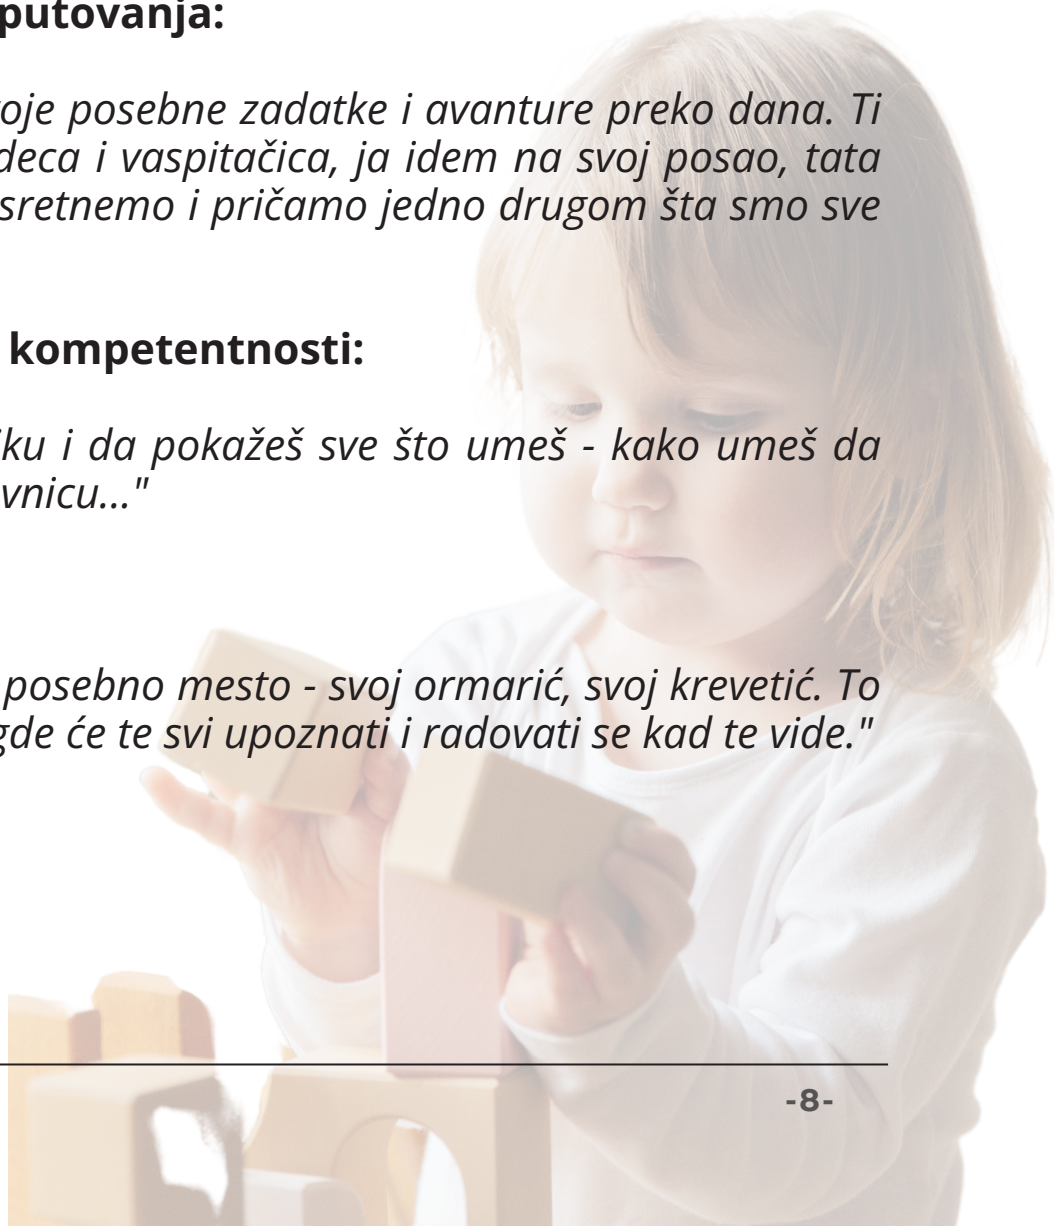 putovanja:
oje posebne zadatke i avanture preko dana. Ti
deca i vaspitačica, ja idem na svoj posao, tata
sretnemo i pričamo jedno drugom šta smo sve
kompetentnosti:
ku i da pokažeš sve što umeš - kako umeš da
vnicu..."
posebno mesto - svoj ormarić, svoj krevetić. To
gde će te svi upoznati i radovati se kad te vide."
-8-